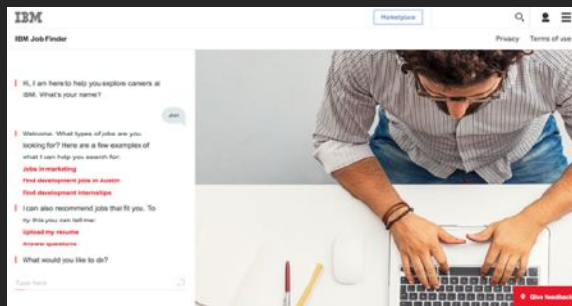 IBM
Marketplace
IBM Job Finder
Privacy Terms of use
Hi, I am here to help you explore careers at
IBM. What's your name?
Welcome. What types of jobs are you
looking for? Here are a few examples of
what I can help you search for:
Jobs in marketing
Find development jobs in Austin
Find development internships
I can also recommend jobs that fit you. To
try this you can tell me:
Upload my resume
Answer questions
What would you like to do?
Type here
Give feedback